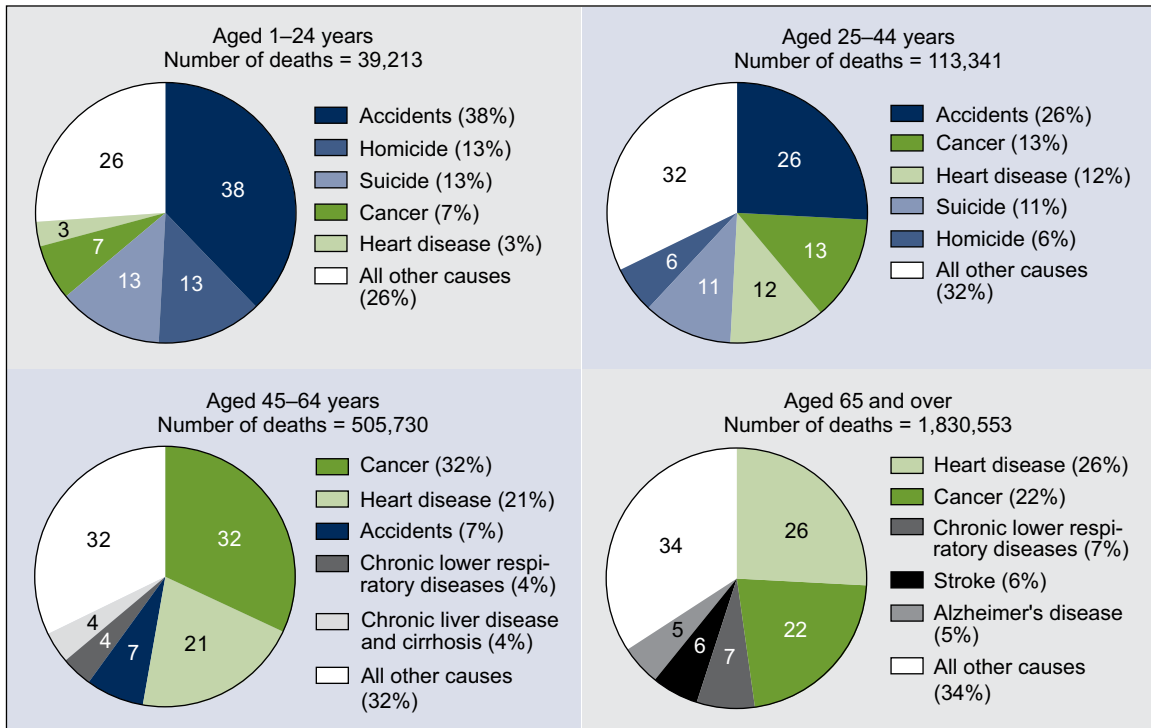 Aged 1–24 years
Number of deaths = 39,213
38
13
13
7
3
26
Accidents (38%)
Homicide (13%)
Suicide (13%)
Cancer (7%)
Heart disease (3%)
All other causes
(26%)
Aged 25–44 years
Number of deaths = 113,341
26
13
12
11
6
32
Accidents (26%)
Cancer (13%)
Heart disease (12%)
Suicide (11%)
Homicide (6%)
All other causes
(32%)
Aged 45–64 years
Number of deaths = 505,730
32
21
7
4
4
32
Cancer (32%)
Heart disease (21%)
Accidents (7%)
Chronic lower respi-
ratory diseases (4%)
Chronic liver disease
and cirrhosis (4%)
All other causes
(32%)
Aged 65 and over
Number of deaths = 1,830,553
26
22
7
6
5
34
Heart disease (26%)
Cancer (22%)
Chronic lower respi-
ratory diseases (7%)
Stroke (6%)
Alzheimer's disease
(5%)
All other causes
(34%)